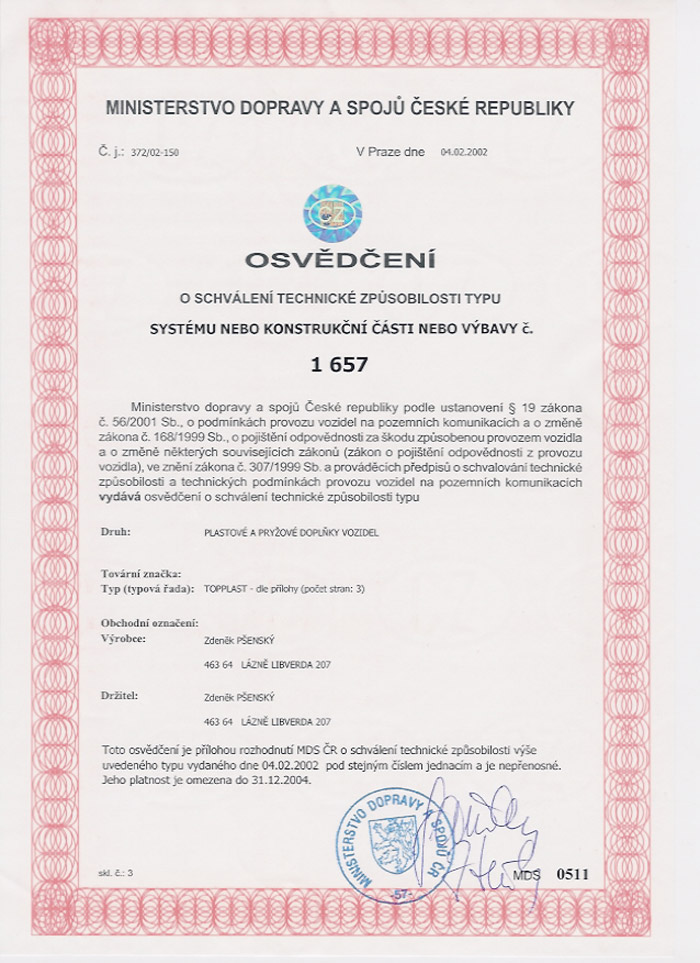 MINISTERSTVO DOPRAVY A SPOJŮ ČESKÉ REPUBLIKY
Č. j.: 372/02-150 V Praze dne 04.02.2002
CZ
OSVĚDČENÍ
O SCHVÁLENÍ TECHNICKÉ ZPŮSOBILOSTI TYPU
SYSTÉMU NEBO KONSTRUKČNÍ ČÁSTI NEBO VÝBAVY č.
1 657
Ministerstvo dopravy a spojů České republiky podle ustanovení § 19 zákona
č. 56/2001 Sb., o podmínkách provozu vozidel na pozemních komunikacích a o změně
zákona č. 168/1999 Sb., o pojištění odpovědnosti za škodu způsobenou provozem vozidla
a o změně některých souvisejících zákonů (zákon o pojištění odpovědnosti z provozu
vozidla), ve znění zákona č. 307/1999 Sb. a prováděcích předpisů o schvalování technické
způsobilosti a technických podmínkách provozu vozidel na pozemních komunikacích
vydává osvědčení o schválení technické způsobilosti typu
Druh: PLASTOVÉ A PRYŽOVÉ DOPLŇKY VOZIDEL
Tovární značka:
Typ (typová řada): TOPPLAST - dle přílohy (počet stran: 3)
Obchodní označení:
Výrobce: Zdeněk PŠENSKÝ
463 64 LÁZNĚ LIBVERDA 207
Držitel: Zdeněk PŠENSKÝ
463 64 LÁZNĚ LIBVERDA 207
Toto osvědčení je přílohou rozhodnutí MDS ČR o schválení technické způsobilosti výše
uvedeného typu vydaného dne 04.02.2002 pod stejným číslem jednacím a je nepřenosné.
Jeho platnost je omezena do 31.12.2004.
MINISTERSTVO DOPRAVY A SPOJŮ ČR
-57-
skl. č.: 3 MDS 0511